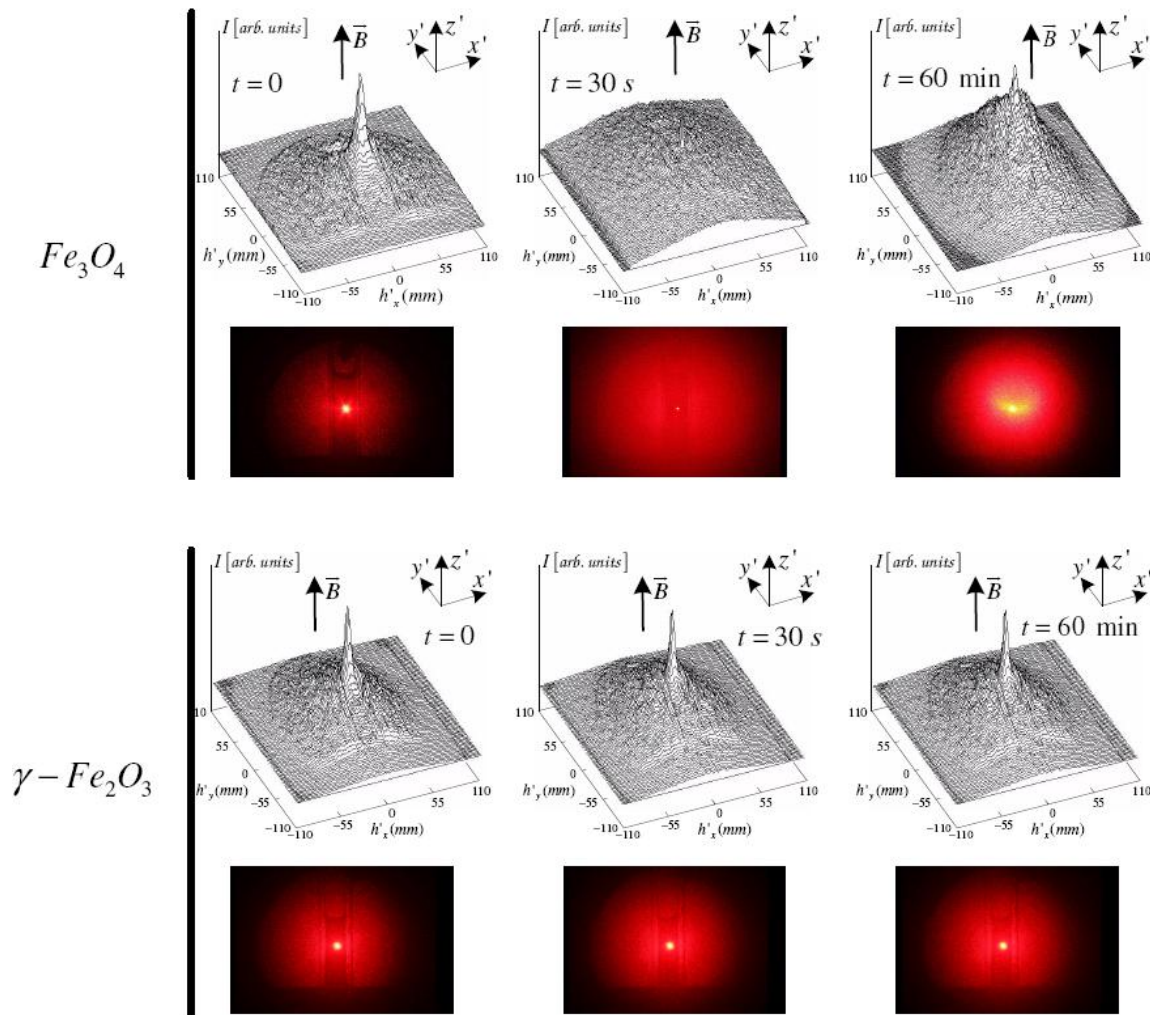 I [arb. units]
B
y' z' x'
t = 0
110
55
0
−55
−110
h'y (mm)
−110
−55
0
55
110
h'x (mm)
I [arb. units]
B
y' z' x'
t = 30 s
110
55
0
−55
−110
h'y (mm)
−110
−55
0
55
110
h'x (mm)
I [arb. units]
B
y' z' x'
t = 60 min
110
55
0
−55
−110
h'y (mm)
−110
−55
0
55
110
h'x (mm)
Fe3O4
I [arb. units]
B
y' z' x'
t = 0
10
55
0
−55
−110
h'y (mm)
−110
−55
0
55
110
h'x (mm)
I [arb. units]
B
y' z' x'
t = 30 s
110
55
0
−55
−110
h'y (mm)
−110
−55
0
55
110
h'x (mm)
I [arb. units]
B
y' z' x'
t = 60 min
110
55
0
−55
−110
h'y (mm)
−110
−55
0
55
110
h'x (mm)
γ − Fe2O3